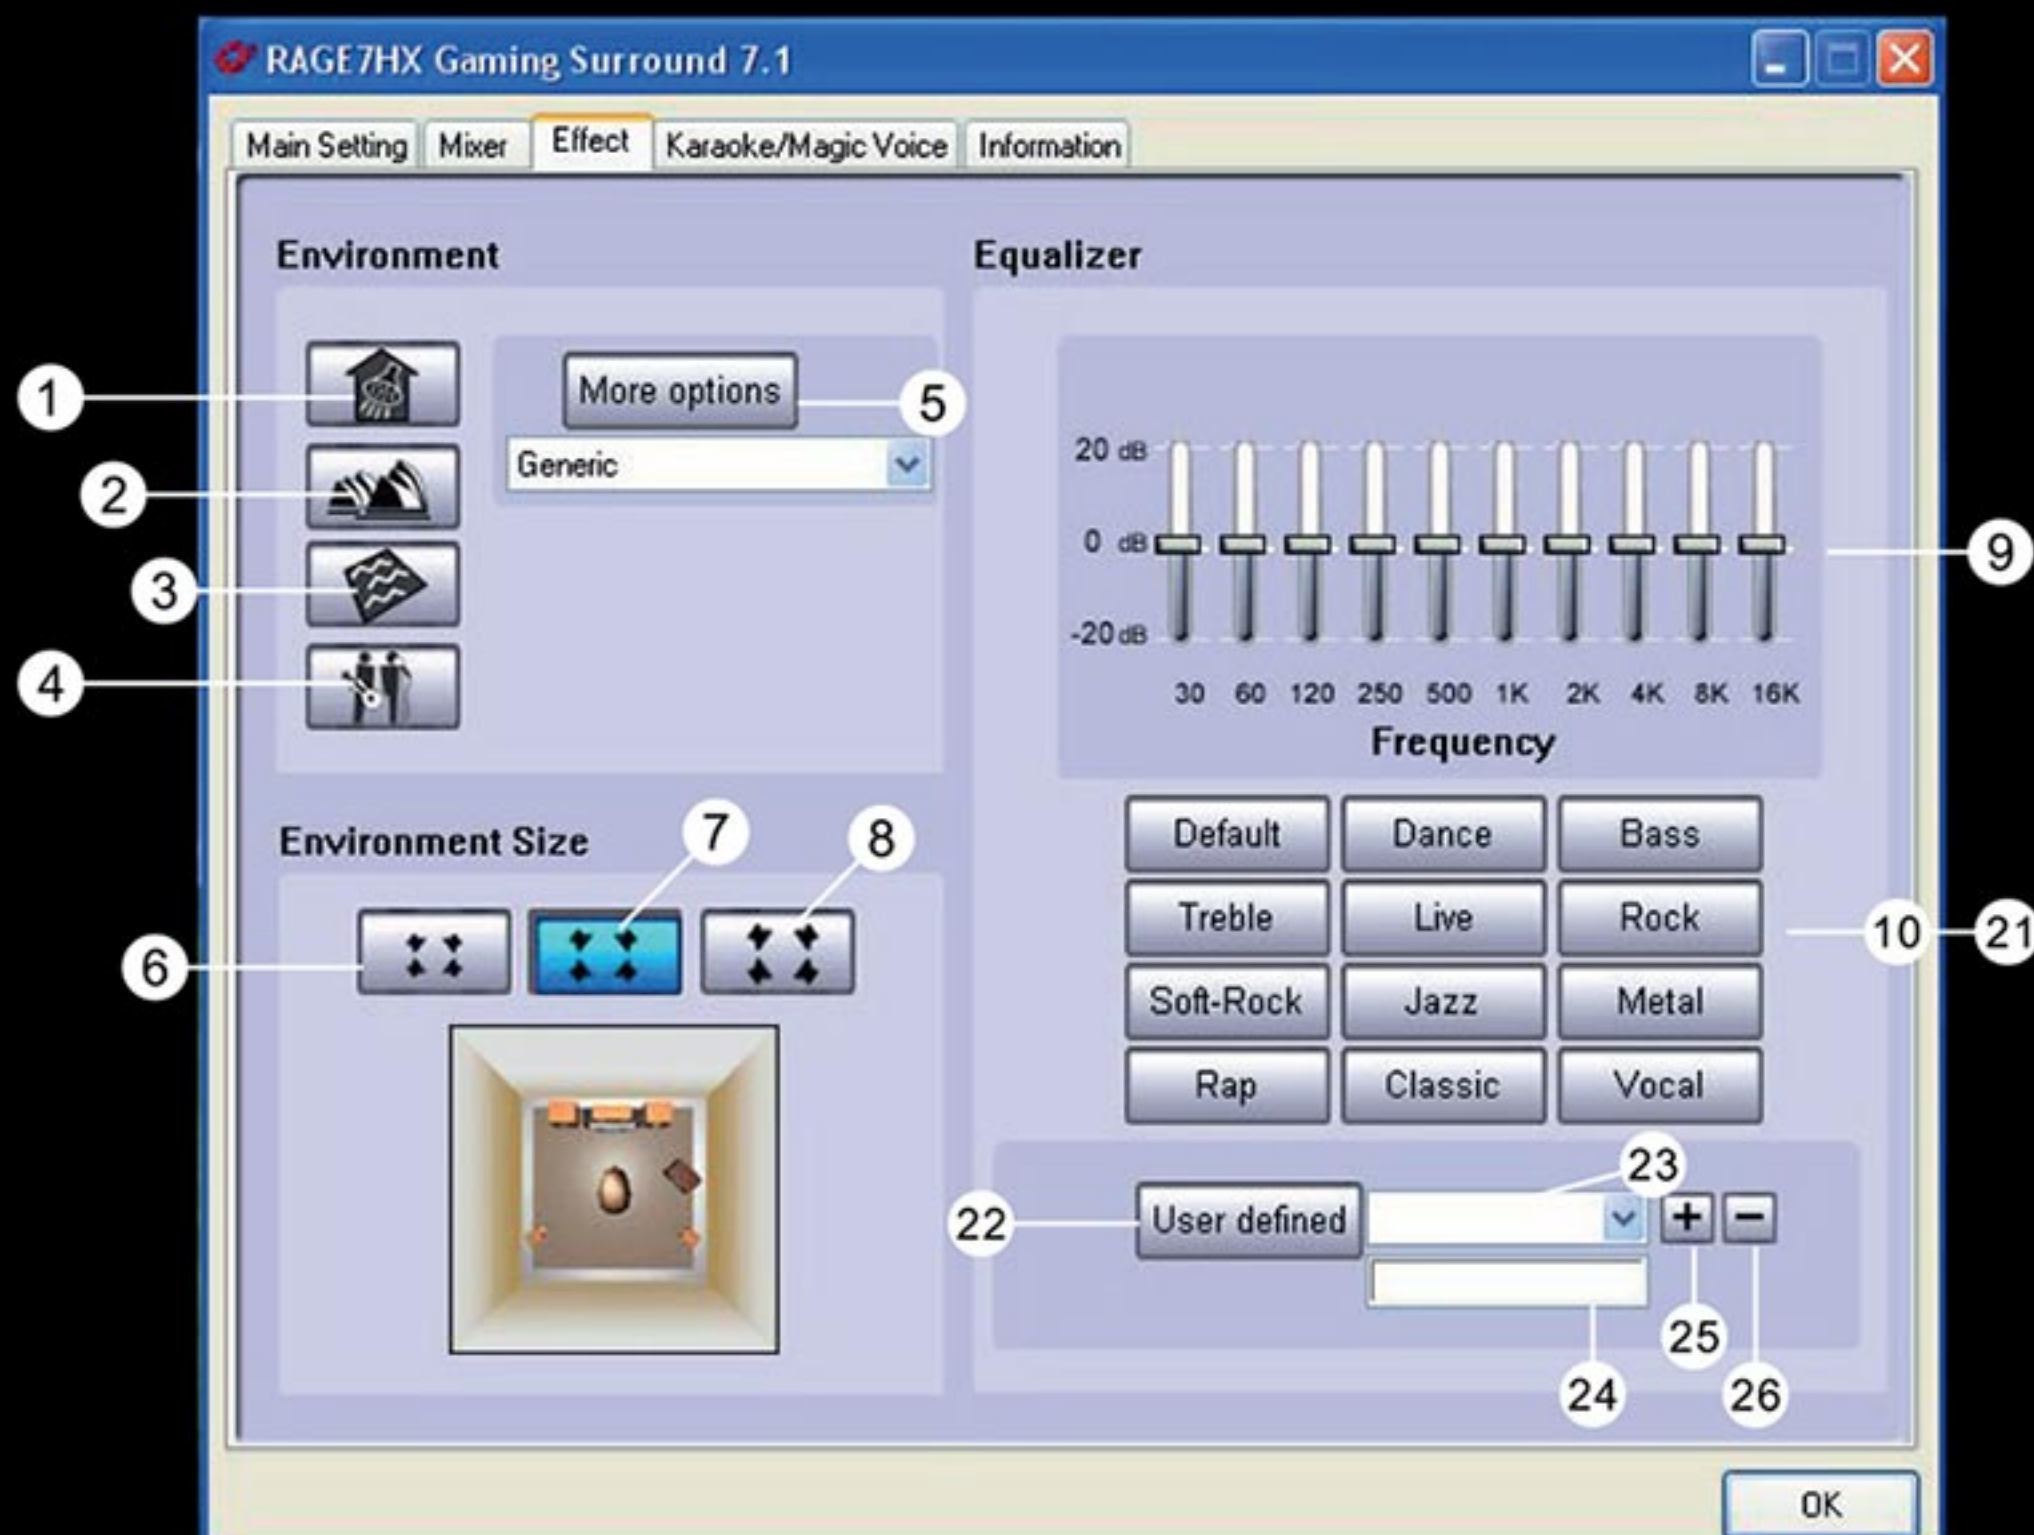 RAGE7HX Gaming Surround 7.1
Main Setting Mixer Effect Karaoke/Magic Voice Information
Environment
1
2
3
4
More options
5
Generic
Environment Size
6
7
8
Equalizer
20 dB
0 dB
-20 dB
30 60 120 250 500 1K 2K 4K 8K 16K
Frequency
9
Default Dance Bass
Treble Live Rock
10 21
Soft-Rock Jazz Metal
Rap Classic Vocal
22
User defined
23
+ −
24
25
26
OK